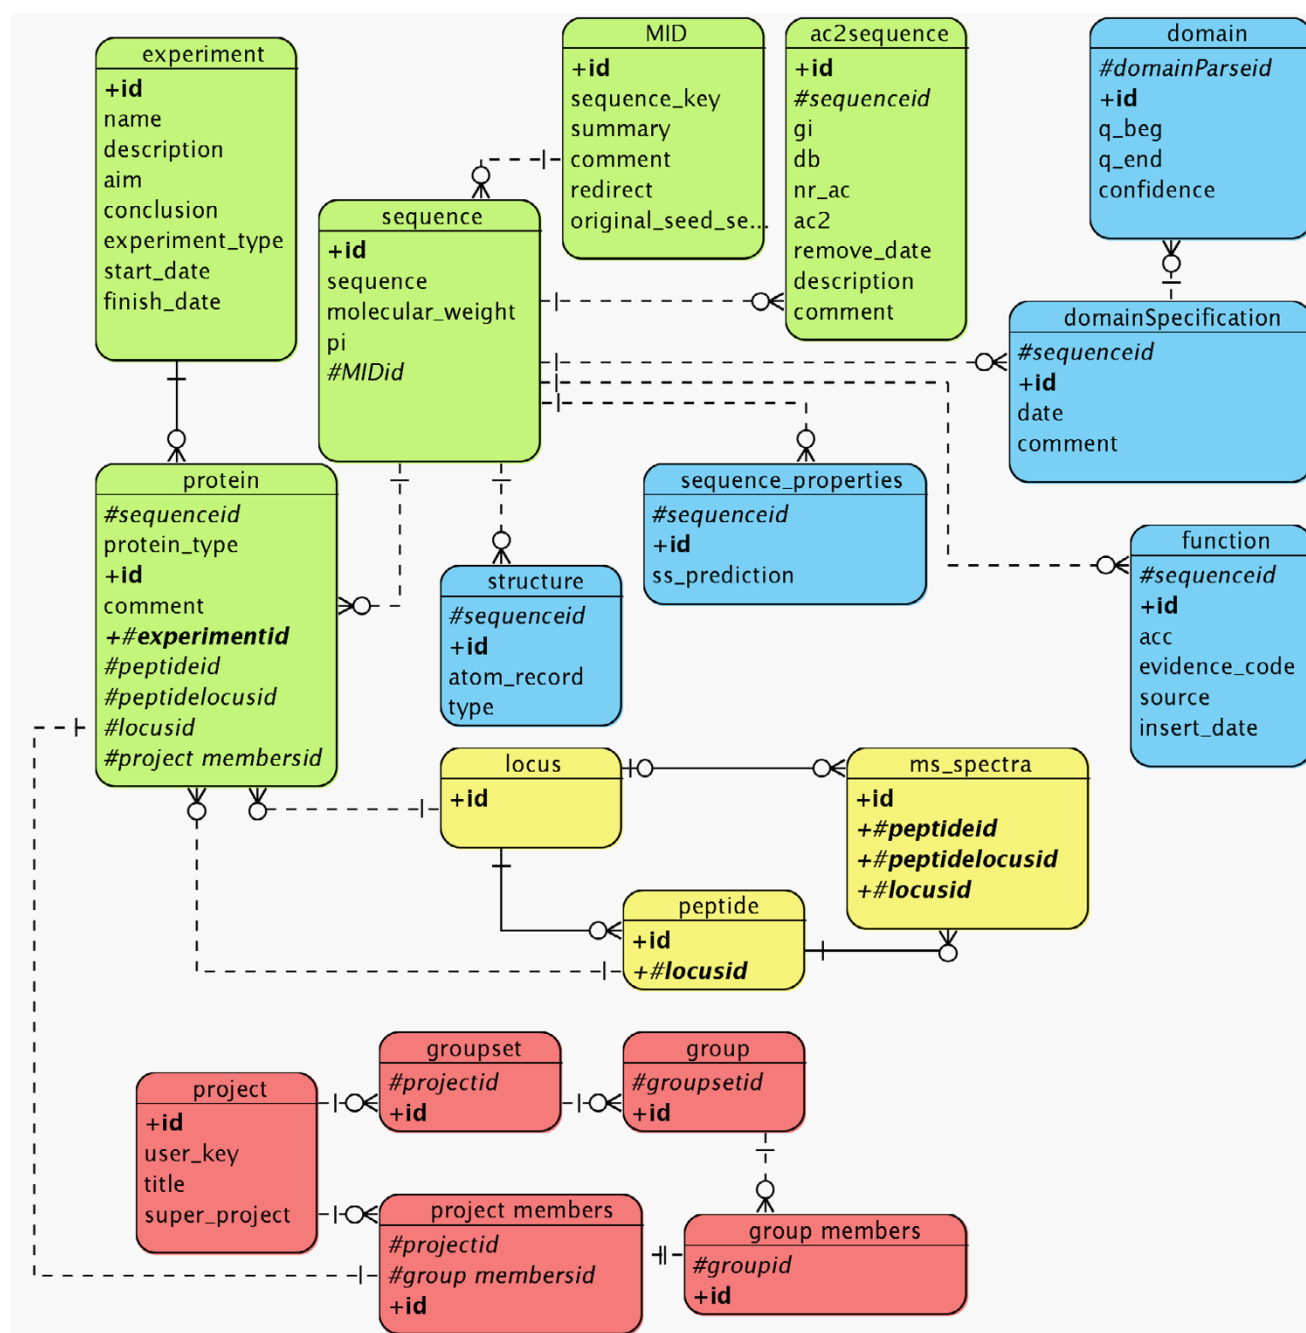 experiment
+id
name
description
aim
conclusion
experiment_type
start_date
finish_date
MID
+id
sequence_key
summary
comment
redirect
original_seed_se...
ac2sequence
+id
#sequenceid
gi
db
nr_ac
ac2
remove_date
description
comment
domain
#domainParseid
+id
q_beg
q_end
confidence
sequence
+id
sequence
molecular_weight
pi
#MIDid
domainSpecification
#sequenceid
+id
date
comment
protein
#sequenceid
protein_type
+id
comment
+#experimentid
#peptideid
#peptidelocusid
#locusid
#project membersid
structure
#sequenceid
+id
atom_record
type
sequence_properties
#sequenceid
+id
ss_prediction
function
#sequenceid
+id
acc
evidence_code
source
insert_date
locus
+id
ms_spectra
+id
+#peptideid
+#peptidelocusid
+#locusid
peptide
+id
+#locusid
project
+id
user_key
title
super_project
groupset
#projectid
+id
group
#groupsetid
+id
project members
#projectid
#group membersid
+id
group members
#groupid
+id